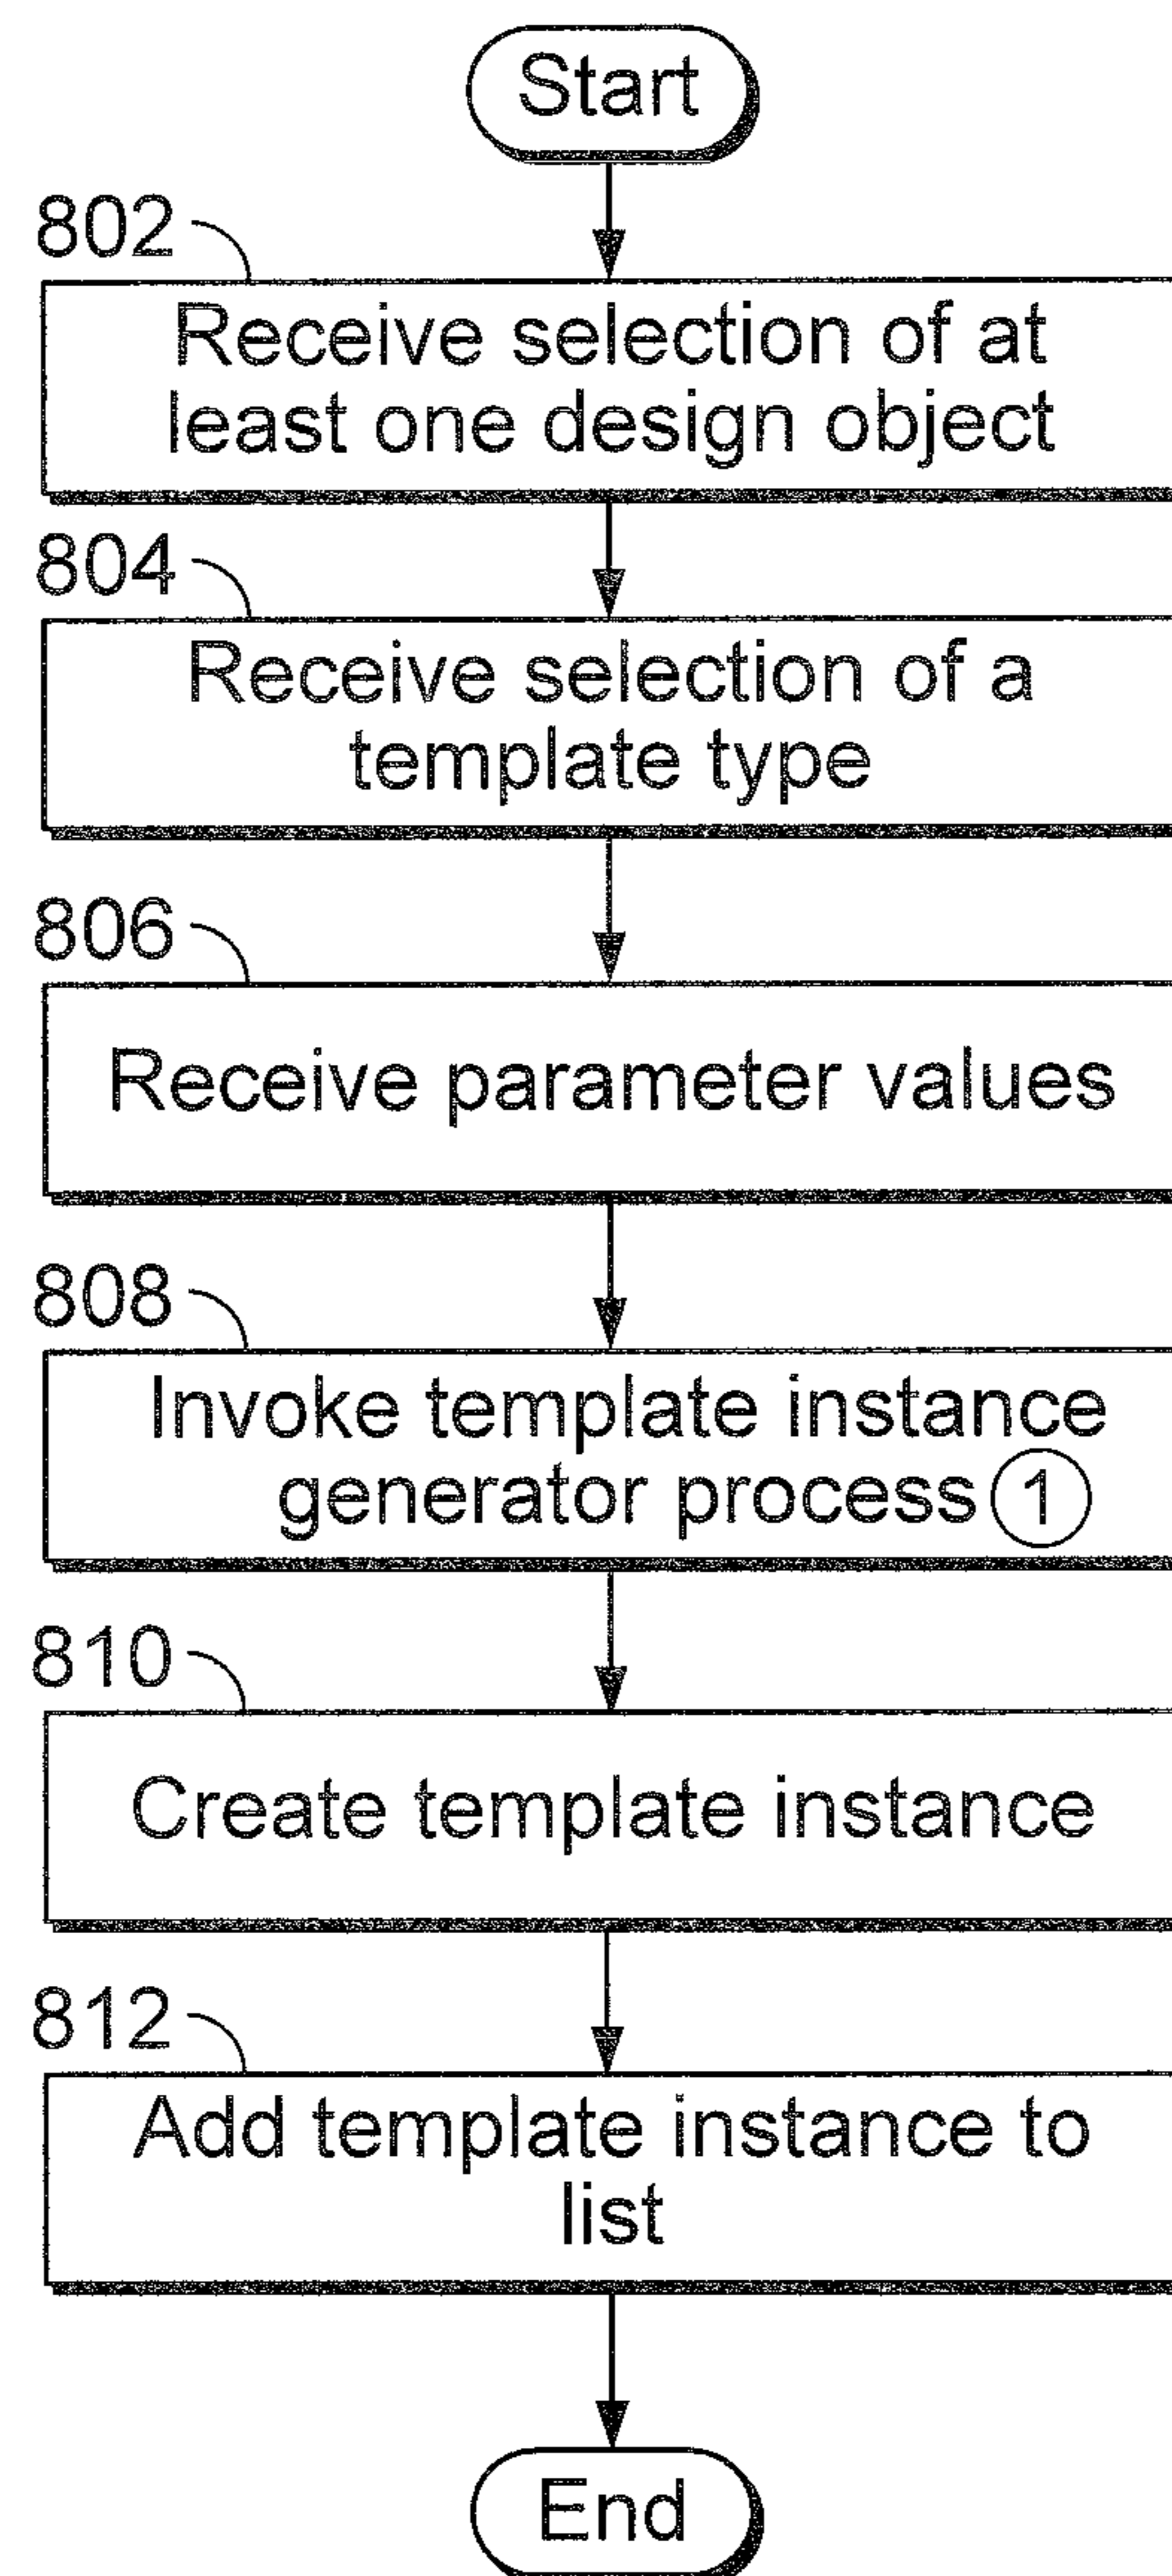 Start
802
Receive selection of at
least one design object
804
Receive selection of a
template type
806
Receive parameter values
808
Invoke template instance
generator process 1
810
Create template instance
812
Add template instance to
list
End